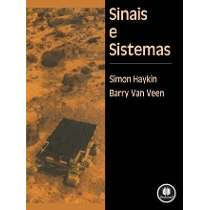 Sinais
e
Sistemas
Simon Haykin
Barry Van Veen